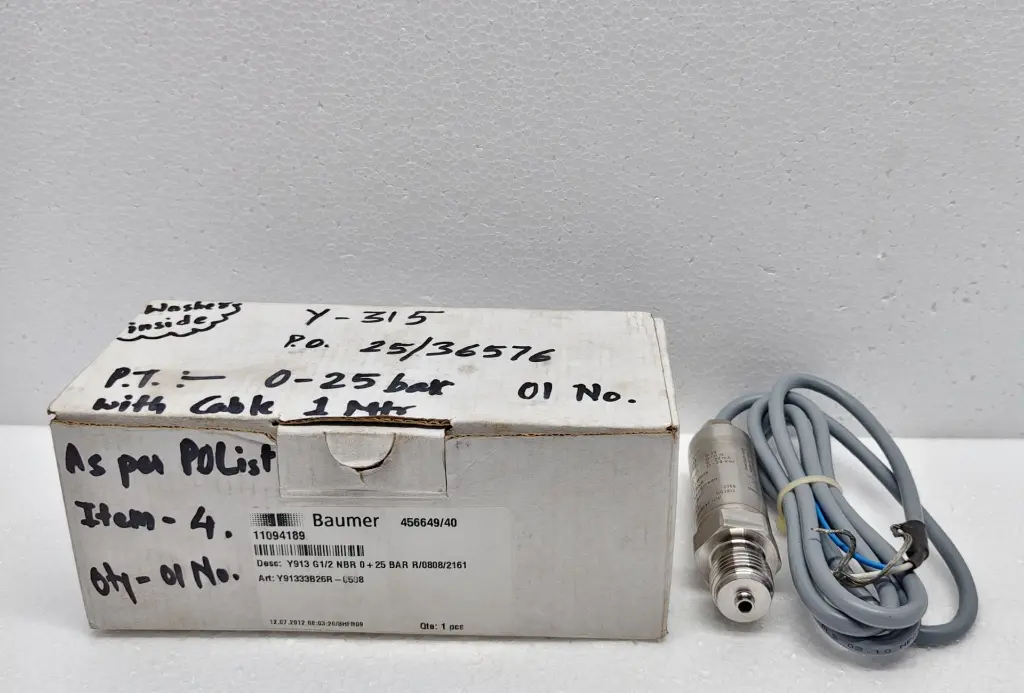 Washers
inside
Y-315
P.O. 25/36576
P.T. :- 0-25 bar 01 No.
with Cable 1 Mtr
As per PO List
Item - 4.
Qty - 01 No.
Baumer 456649/40
11094189
Desc: Y913 G1/2 NBR 0+25 BAR R/0808/2161
Art: Y91333B26R-0508
Qte: 1 pce